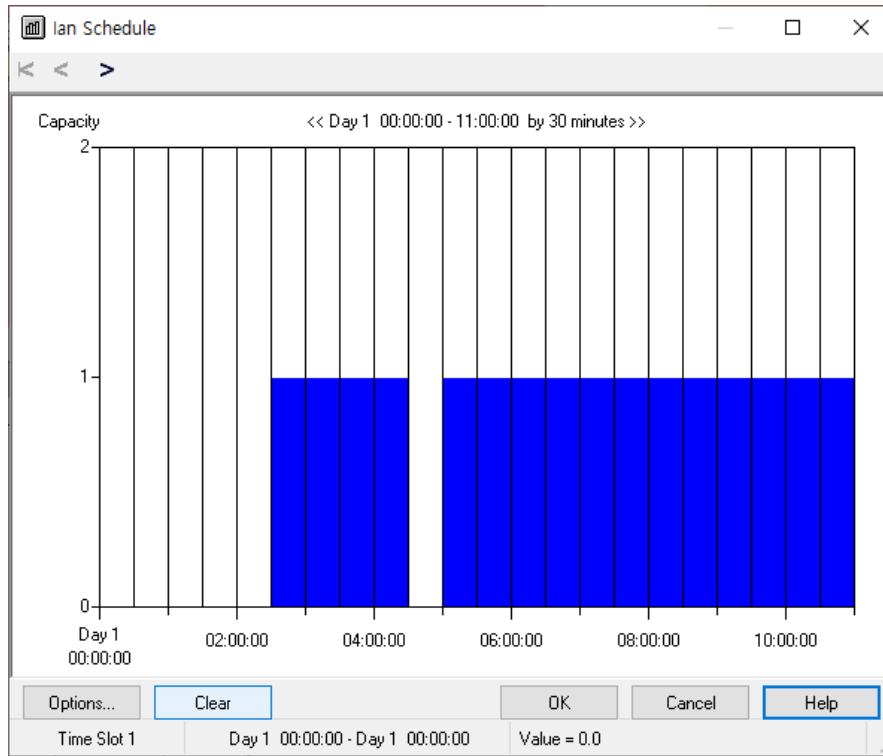 Ian Schedule
Capacity
<< Day 1 00:00:00 - 11:00:00 by 30 minutes >>
2
1
0
Day 1
00:00:00
02:00:00
04:00:00
06:00:00
08:00:00
10:00:00
Options...
Clear
OK
Cancel
Help
Time Slot 1
Day 1 00:00:00 - Day 1 00:00:00
Value = 0.0